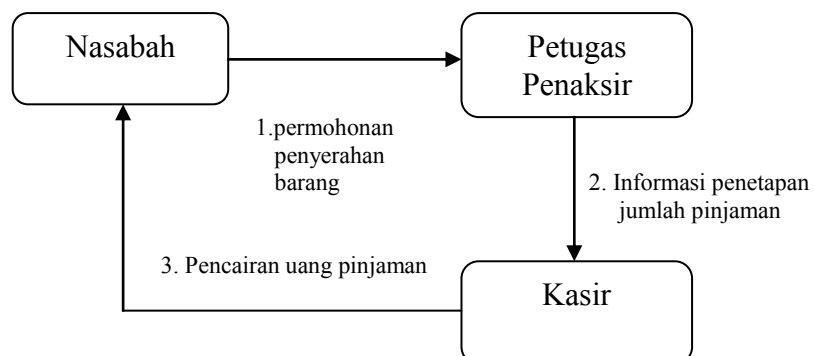 Nasabah
Petugas
Penaksir
1.permohonan
penyerahan
barang
2. Informasi penetapan
jumlah pinjaman
3. Pencairan uang pinjaman
Kasir